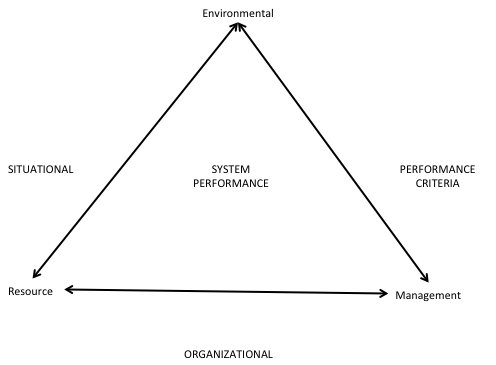 Environmental
SITUATIONAL
SYSTEM
PERFORMANCE
PERFORMANCE
CRITERIA
Resource
Management
ORGANIZATIONAL